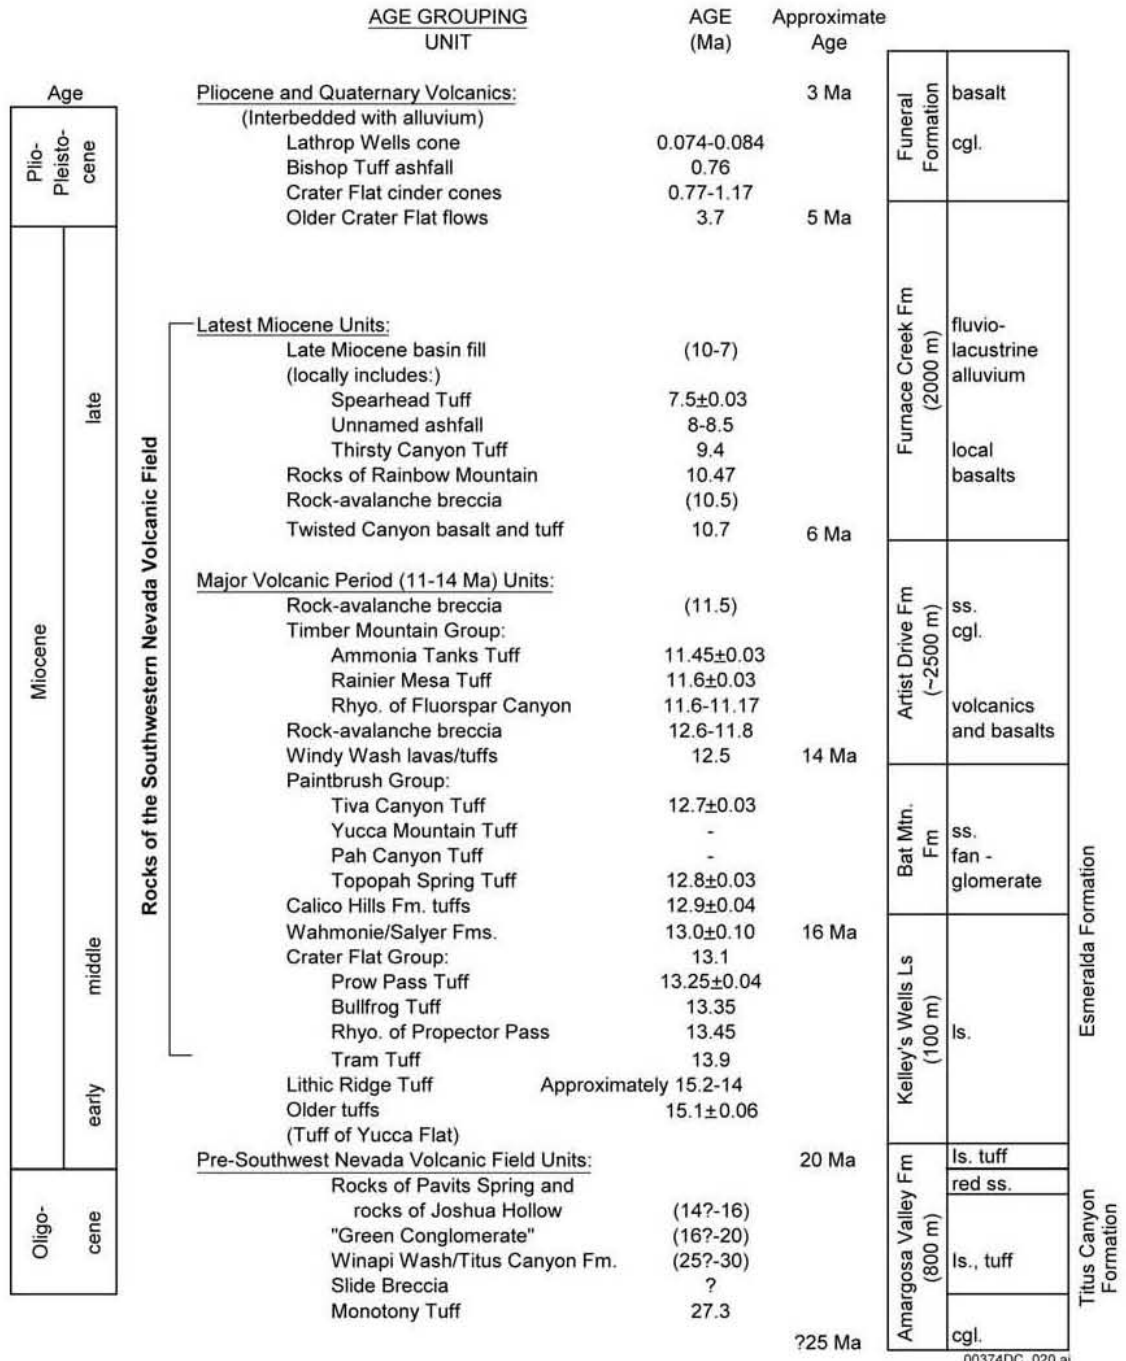 AGE GROUPING AGE Approximate
UNIT (Ma) Age
Age
Plio-
Pleisto-
cene
Miocene
late
middle
early
Oligo-
cene
Rocks of the Southwestern Nevada Volcanic Field
Pliocene and Quaternary Volcanics: 3 Ma
(Interbedded with alluvium)
Lathrop Wells cone 0.074-0.084
Bishop Tuff ashfall 0.76
Crater Flat cinder cones 0.77-1.17
Older Crater Flat flows 3.7 5 Ma
Latest Miocene Units:
Late Miocene basin fill (10-7)
(locally includes:)
Spearhead Tuff 7.5±0.03
Unnamed ashfall 8-8.5
Thirsty Canyon Tuff 9.4
Rocks of Rainbow Mountain 10.47
Rock-avalanche breccia (10.5)
Twisted Canyon basalt and tuff 10.7 6 Ma
Major Volcanic Period (11-14 Ma) Units:
Rock-avalanche breccia (11.5)
Timber Mountain Group:
Ammonia Tanks Tuff 11.45±0.03
Rainier Mesa Tuff 11.6±0.03
Rhyo. of Fluorspar Canyon 11.6-11.17
Rock-avalanche breccia 12.6-11.8
Windy Wash lavas/tuffs 12.5 14 Ma
Paintbrush Group:
Tiva Canyon Tuff 12.7±0.03
Yucca Mountain Tuff -
Pah Canyon Tuff -
Topopah Spring Tuff 12.8±0.03
Calico Hills Fm. tuffs 12.9±0.04
Wahmonie/Salyer Fms. 13.0±0.10 16 Ma
Crater Flat Group: 13.1
Prow Pass Tuff 13.25±0.04
Bullfrog Tuff 13.35
Rhyo. of Propector Pass 13.45
Tram Tuff 13.9
Lithic Ridge Tuff Approximately 15.2-14
Older tuffs 15.1±0.06
(Tuff of Yucca Flat)
Pre-Southwest Nevada Volcanic Field Units: 20 Ma
Rocks of Pavits Spring and
rocks of Joshua Hollow (14?-16)
"Green Conglomerate" (16?-20)
Winapi Wash/Titus Canyon Fm. (25?-30)
Slide Breccia ?
Monotony Tuff 27.3
?25 Ma
Funeral
Formation
basalt
cgl.
Furnace Creek Fm
(2000 m)
fluvio-
lacustrine
alluvium
local
basalts
Artist Drive Fm
(~2500 m)
ss.
cgl.
volcanics
and basalts
Bat Mtn.
Fm
ss.
fan -
glomerate
Kelley's Wells Ls
(100 m)
ls.
Amargosa Valley Fm
(800 m)
ls. tuff
red ss.
ls., tuff
cgl.
Esmeralda Formation
Titus Canyon
Formation
00374DC_020.ai